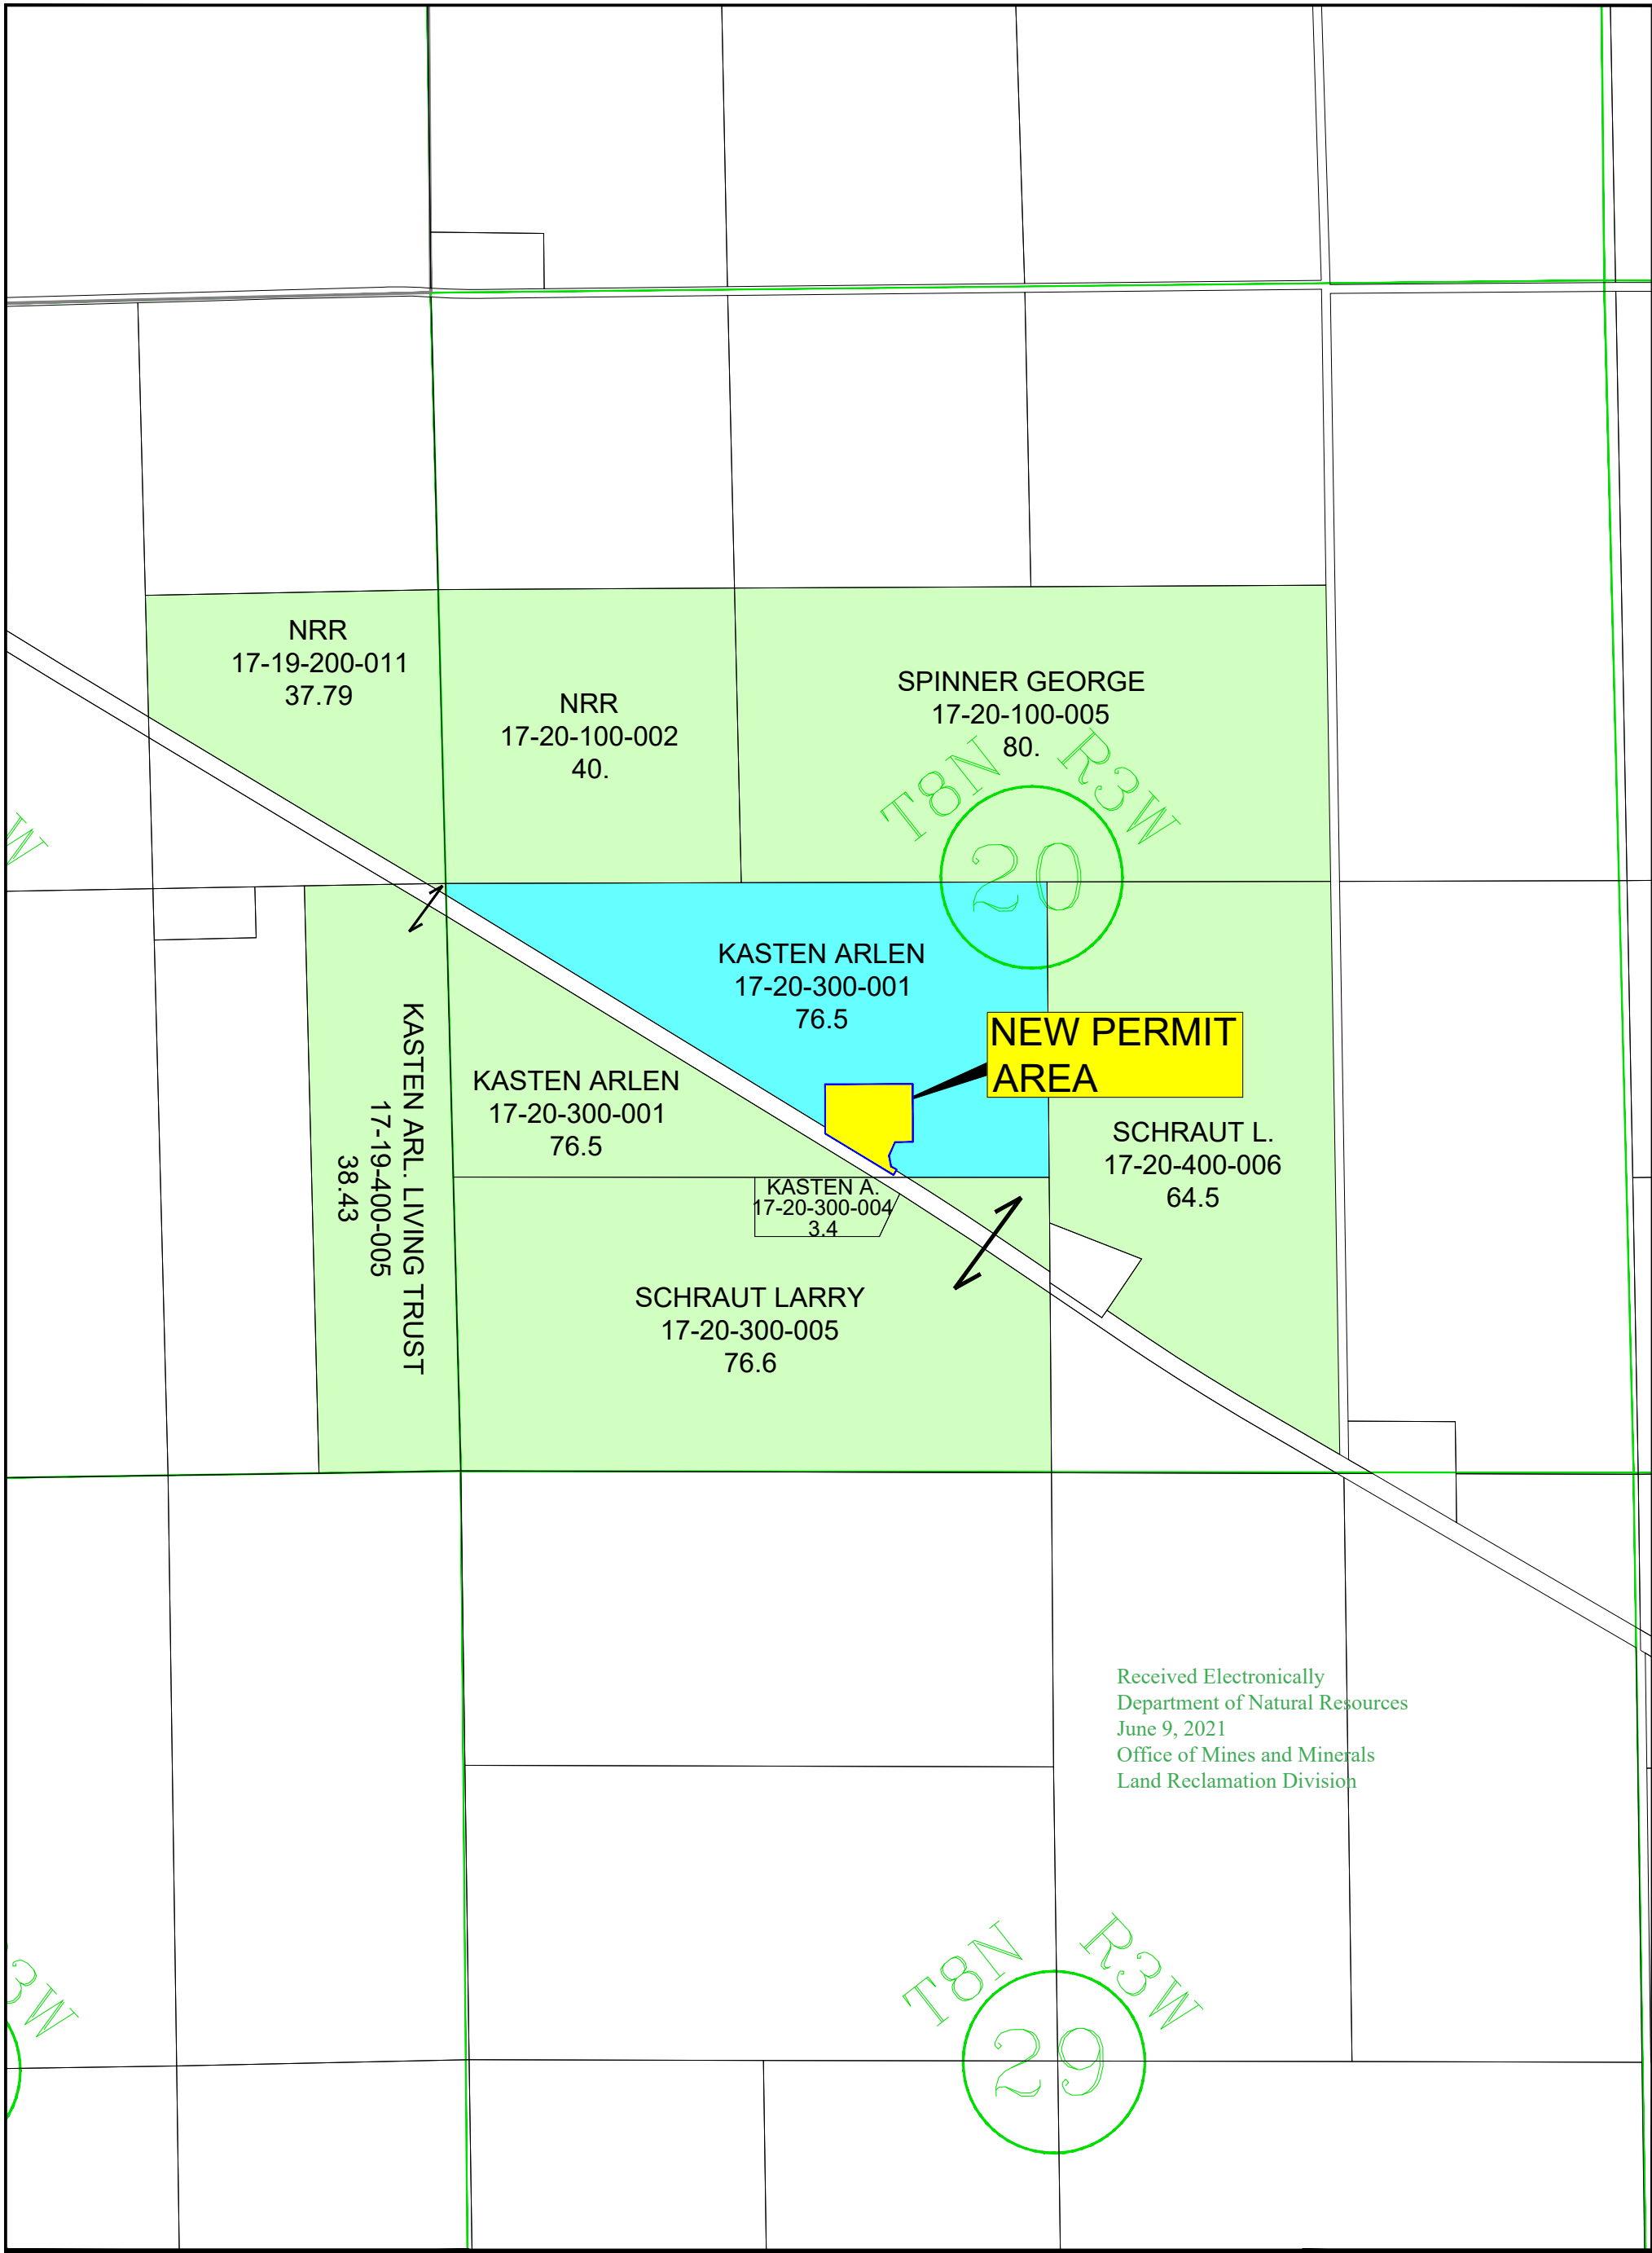 NRR
17-19-200-011
37.79
NRR
17-20-100-002
40.
SPINNER GEORGE
17-20-100-005
80.
T8N R3W
20
W
KASTEN ARLEN
17-20-300-001
76.5
NEW PERMIT
AREA
KASTEN ARL. LIVING TRUST
17-19-400-005
38.43
KASTEN ARLEN
17-20-300-001
76.5
SCHRAUT L.
17-20-400-006
64.5
KASTEN A.
17-20-300-004
3.4
SCHRAUT LARRY
17-20-300-005
76.6
Received Electronically
Department of Natural Resources
June 9, 2021
Office of Mines and Minerals
Land Reclamation Division
3W
T8N R3W
29